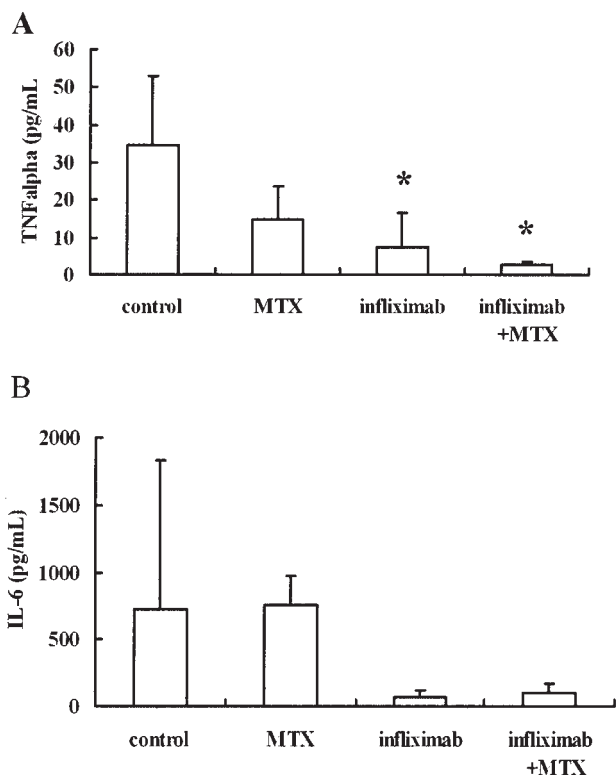 A
TNFalpha (pg/mL
60
50
40
30
20
10
0
*
*
control
MTX
infliximab
infliximab
+MTX
B
IL-6 (pg/mL)
2000
1500
1000
500
0
control
MTX
infliximab
infliximab
+MTX